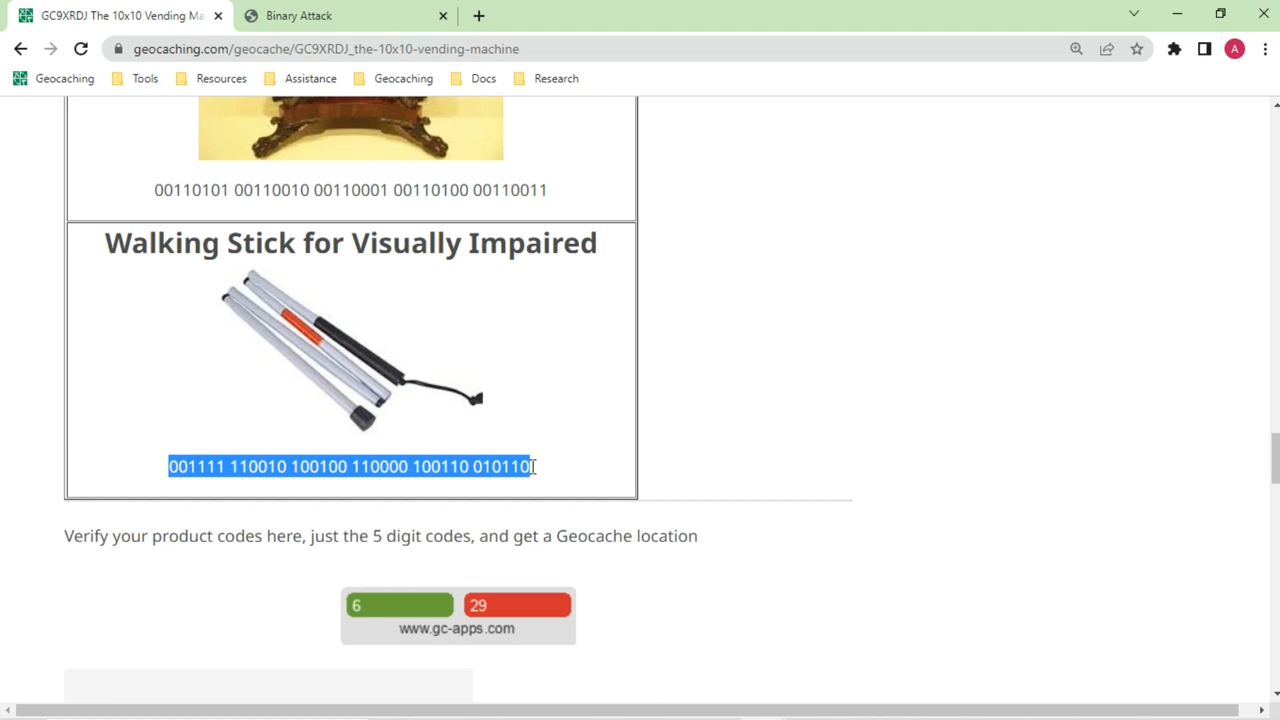 GC9XRDJ The 10x10 Vending Ma
Binary Attack
geocaching.com/geocache/GC9XRDJ_the-10x10-vending-machine
A
Geocaching
Tools
Resources
Assistance
Geocaching
Docs
Research
00110101 00110010 00110001 00110100 00110011
Walking Stick for Visually Impaired
001111 110010 100100 110000 100110 010110
Verify your product codes here, just the 5 digit codes, and get a Geocache location
6
29
www.gc-apps.com